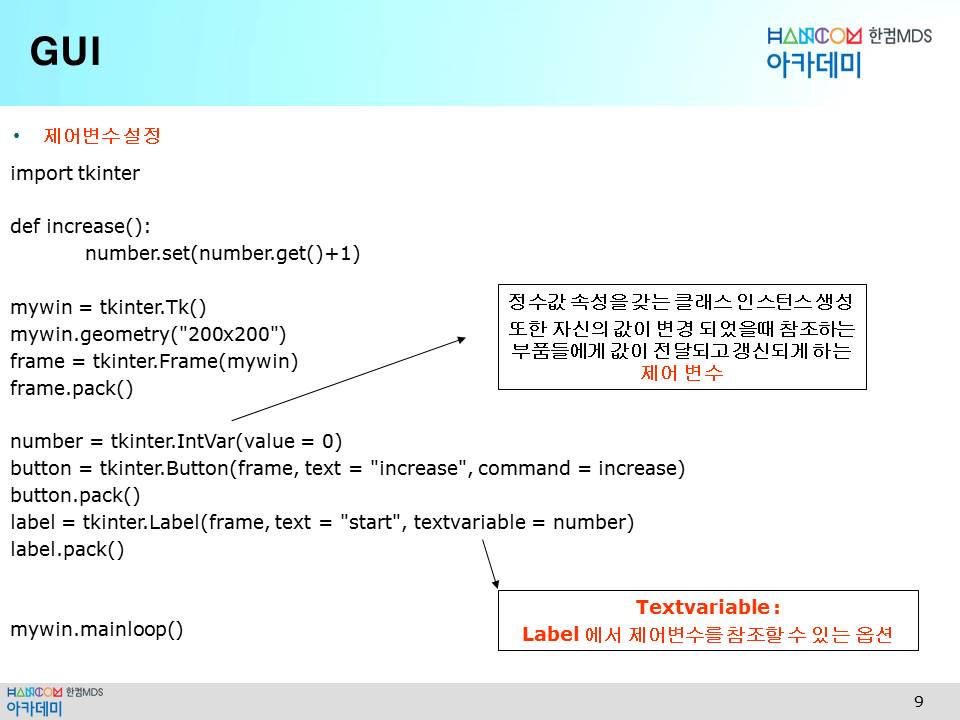 GUI
HANCOM 한컴MDS
아카데미
• 제어변수설정
import tkinter
def increase():
number.set(number.get()+1)
mywin = tkinter.Tk()
mywin.geometry("200x200")
frame = tkinter.Frame(mywin)
frame.pack()
정수값 속성을 갖는 클래스 인스턴스 생성
또한 자신의 값이 변경 되었을때 참조하는
부품들에게 값이 전달되고 갱신되게 하는
제어 변수
number = tkinter.IntVar(value = 0)
button = tkinter.Button(frame, text = "increase", command = increase)
button.pack()
label = tkinter.Label(frame, text = "start", textvariable = number)
label.pack()
Textvariable :
Label 에서 제어변수를 참조할 수 있는 옵션
mywin.mainloop()
HANCOM 한컴MDS
아카데미
9